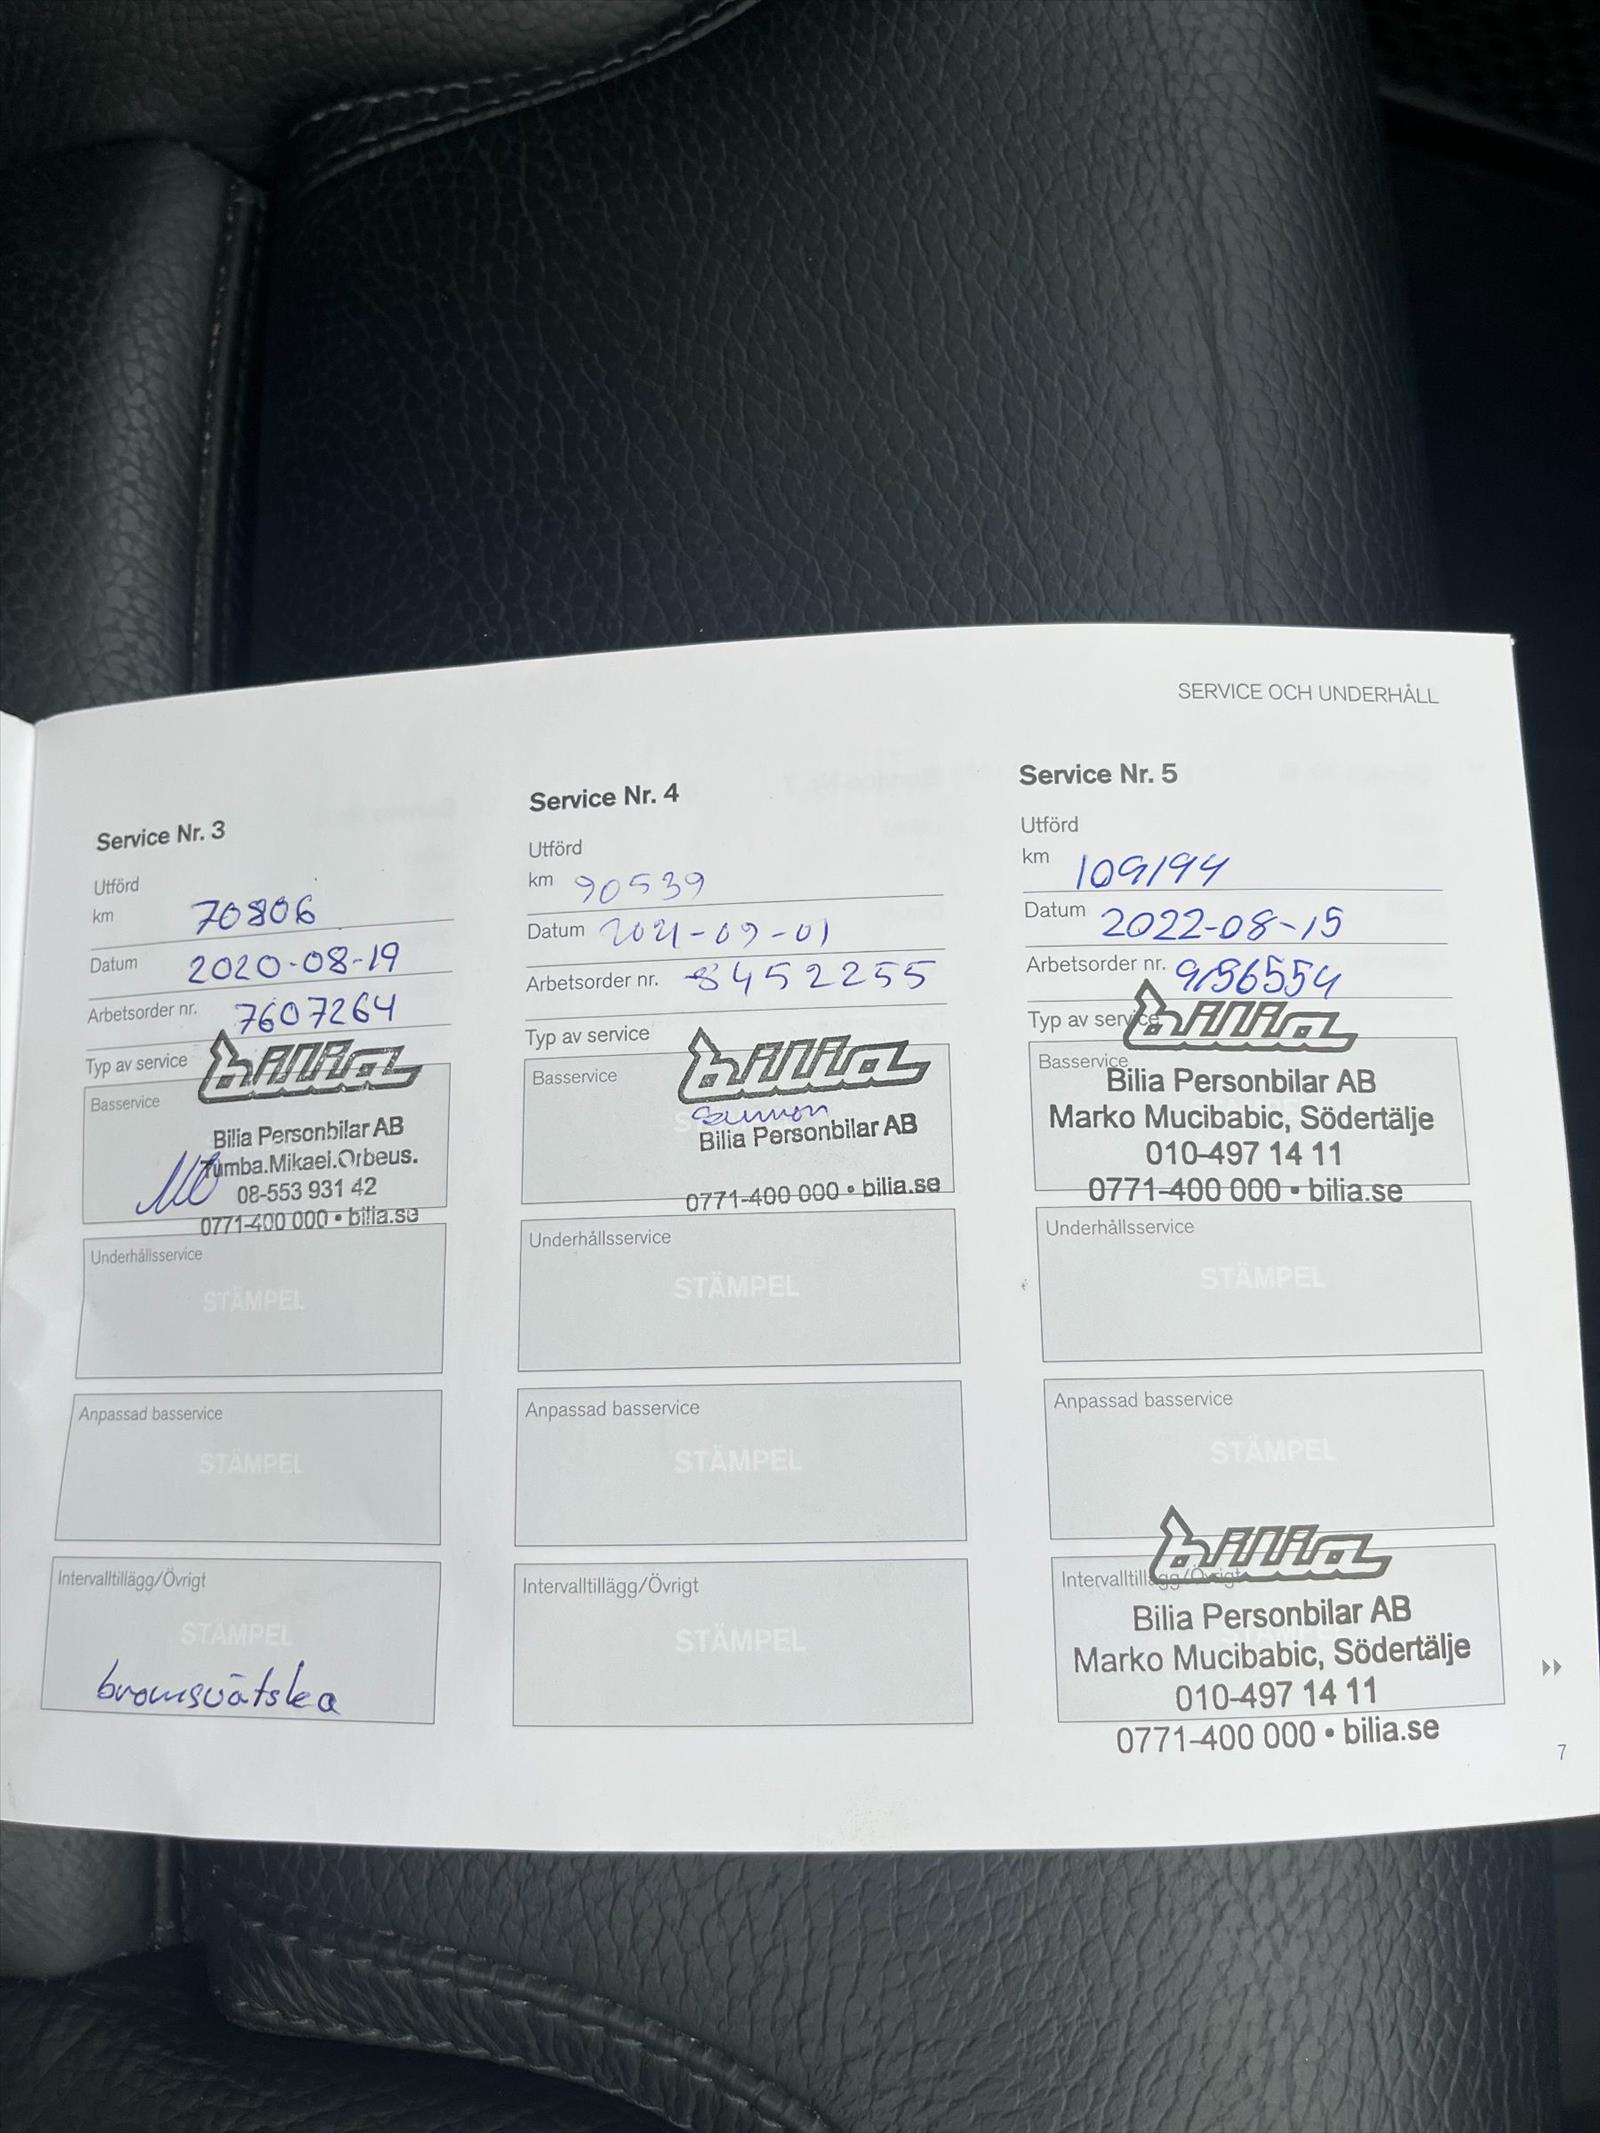 SERVICE OCH UNDERHÅLL
Service Nr. 3
Utförd
km 70806
Datum 2020-08-19
Arbetsorder nr. 7607264
Typ av service
bilia
Basservice
Bilia Personbilar AB
Tumba.Mikael.Orbeus.
08-553 931 42
0771-400 000 • bilia.se
Underhållsservice
STÄMPEL
Anpassad basservice
STÄMPEL
Intervalltillägg/Övrigt
STÄMPEL
bromsvätska
Service Nr. 4
Utförd
km 90539
Datum 2021-09-01
Arbetsorder nr. 8452255
Typ av service
bilia
Basservice
Bilia Personbilar AB
0771-400 000 • bilia.se
Underhållsservice
STÄMPEL
Anpassad basservice
STÄMPEL
Intervalltillägg/Övrigt
STÄMPEL
Service Nr. 5
Utförd
km 109194
Datum 2022-08-15
Arbetsorder nr. 9156554
Typ av service
bilia
Basservice
Bilia Personbilar AB
Marko Mucibabic, Södertälje
010-497 14 11
0771-400 000 • bilia.se
Underhållsservice
STÄMPEL
Anpassad basservice
STÄMPEL
bilia
Intervalltillägg/Övrigt
Bilia Personbilar AB
Marko Mucibabic, Södertälje
010-497 14 11
0771-400 000 • bilia.se
7